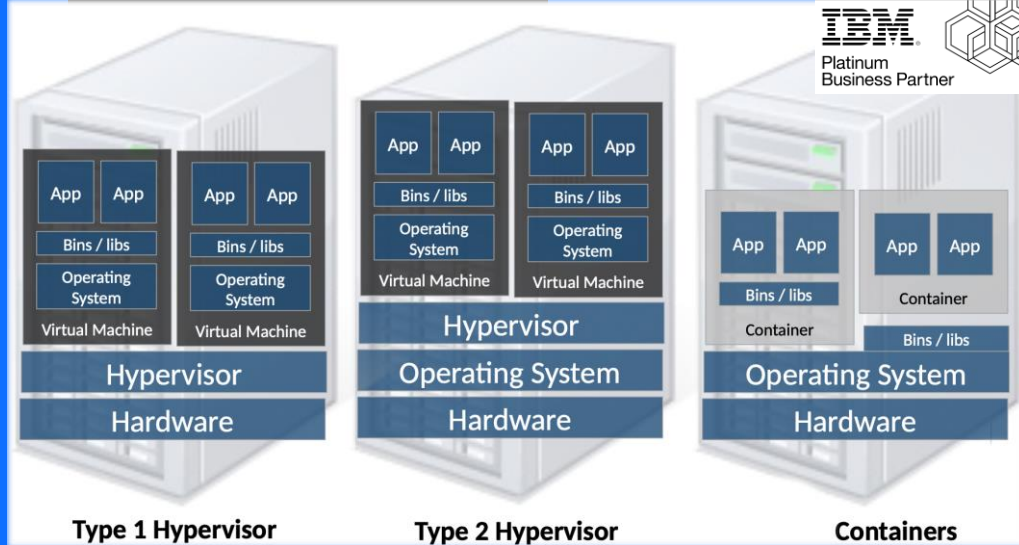 IBM.
Platinum
Business Partner
App App
Bins / libs
Operating
System
Virtual Machine
App App
Bins / libs
Operating
System
Virtual Machine
Hypervisor
Hardware
Type 1 Hypervisor
App App
Bins / libs
Operating
System
Virtual Machine
App App
Bins / libs
Operating
System
Virtual Machine
Hypervisor
Operating System
Hardware
Type 2 Hypervisor
App App
Bins / libs
Container
App App
Container
Bins / libs
Operating System
Hardware
Containers